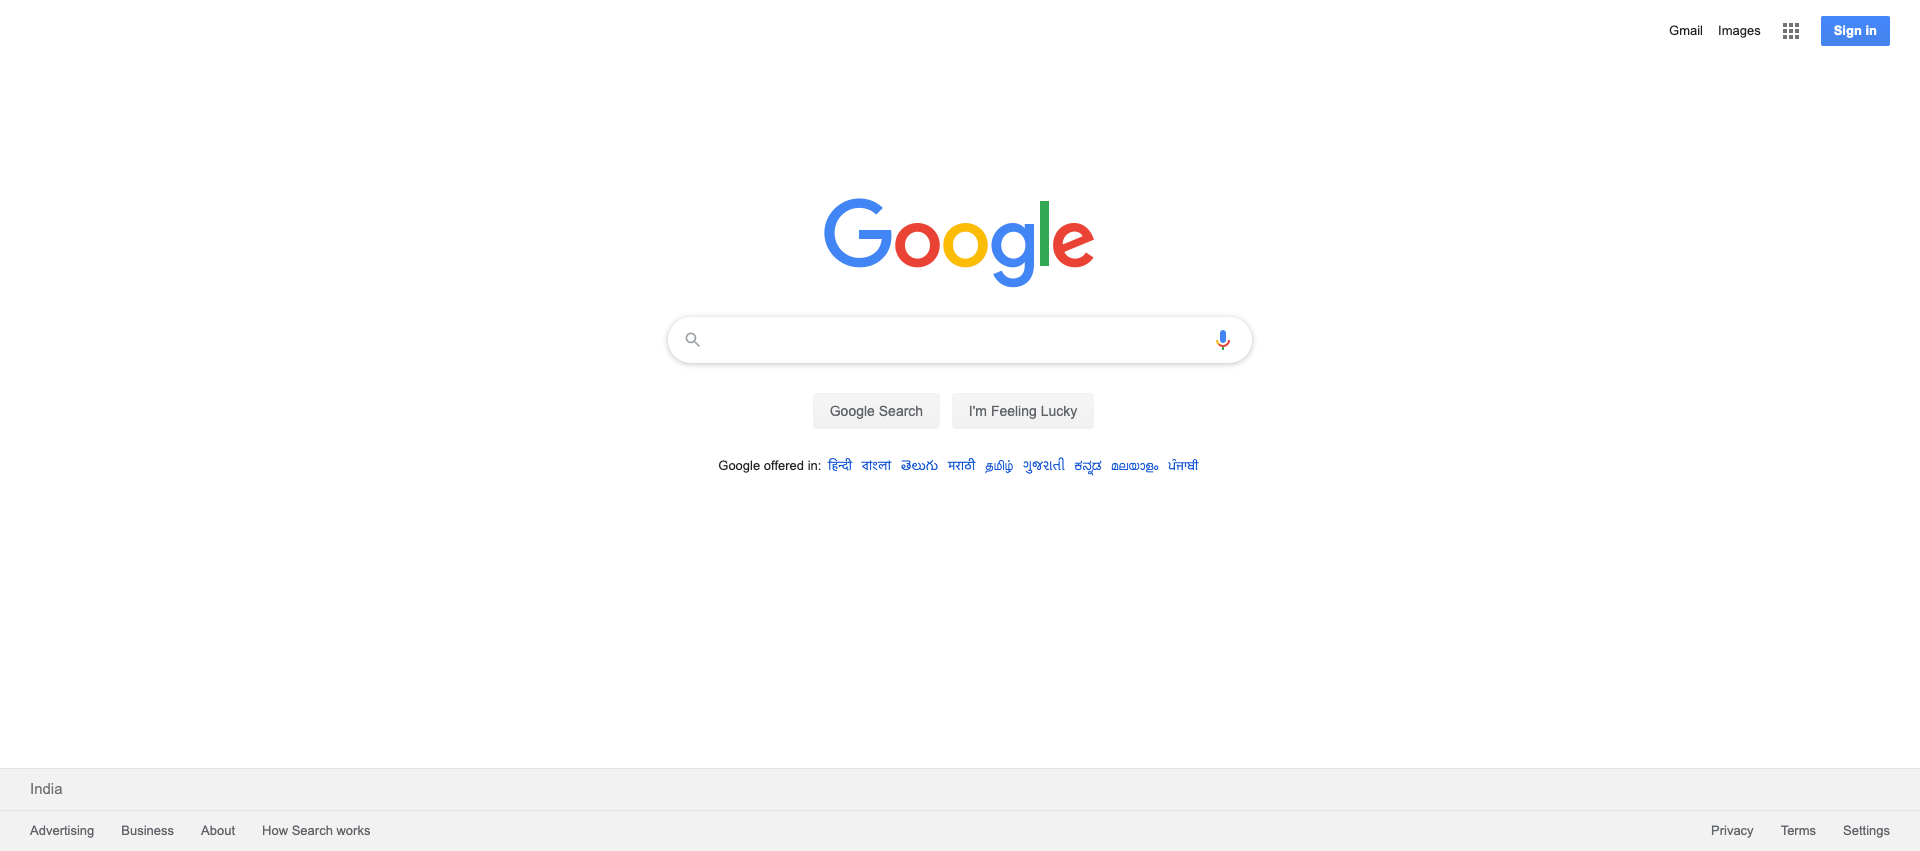 Gmail Images Sign in
Google
Google Search I'm Feeling Lucky
Google offered in: हिन्दी বাংলা తెలుగు मराठी தமிழ் ગુજરાતી ಕನ್ನಡ മലയാളം ਪੰਜਾਬੀ
India
Advertising Business About How Search works Privacy Terms Settings